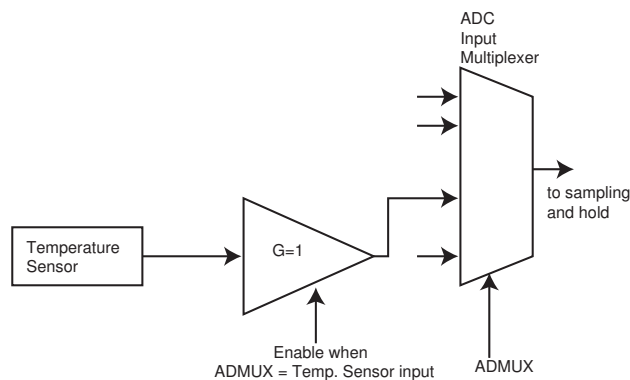 ADC
Input
Multiplexer
to sampling
and hold
Temperature
Sensor
G=1
Enable when
ADMUX = Temp. Sensor input
ADMUX